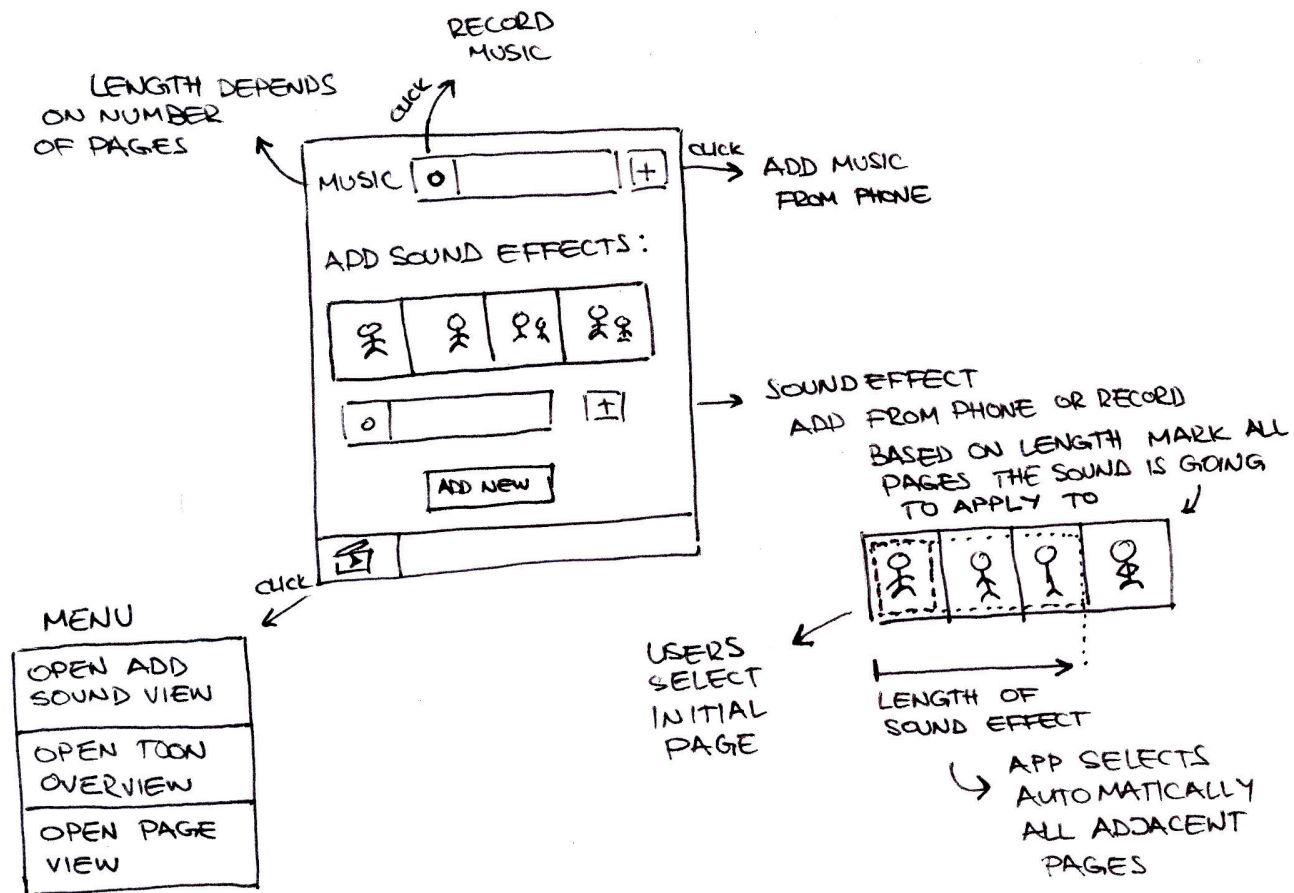 RECORD
MUSIC
CLICK
LENGTH DEPENDS
ON NUMBER
OF PAGES
MUSIC
+
CLICK
ADD MUSIC
FROM PHONE
ADD SOUND EFFECTS:
+
ADD NEW
SOUND EFFECT
ADD FROM PHONE OR RECORD
BASED ON LENGTH MARK ALL
PAGES THE SOUND IS GOING
TO APPLY TO
CLICK
MENU
OPEN ADD
SOUND VIEW
OPEN TOON
OVERVIEW
OPEN PAGE
VIEW
USERS
SELECT
INITIAL
PAGE
LENGTH OF
SOUND EFFECT
APP SELECTS
AUTOMATICALLY
ALL ADJACENT
PAGES